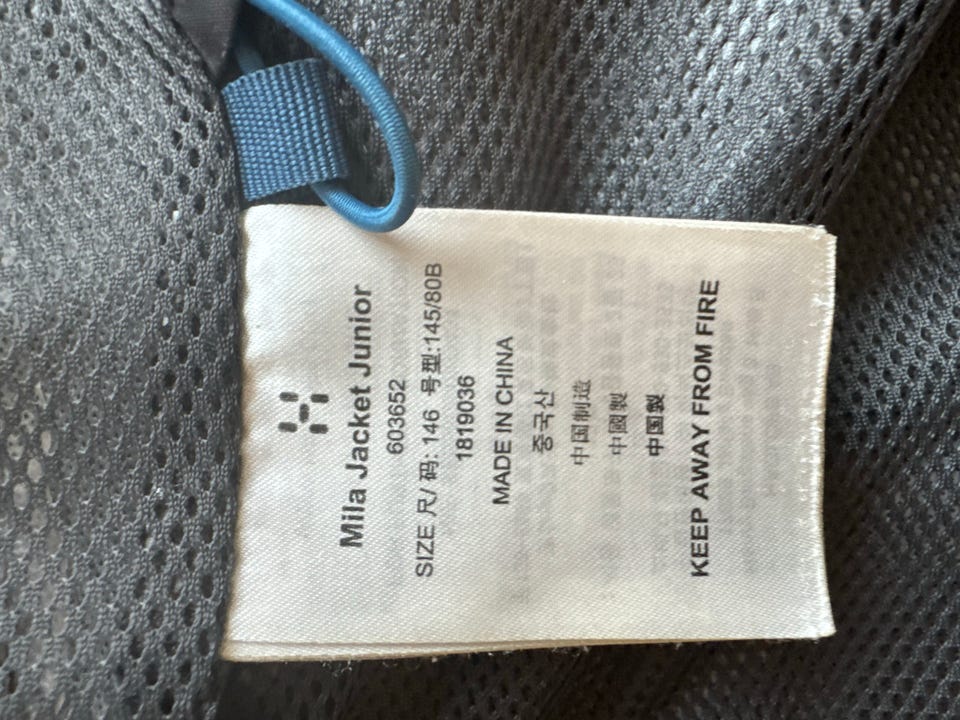 Mila Jacket Junior
603652
SIZE 尺/ 码: 146 号型:145/80B
1819036
MADE IN CHINA
중국산
中国制造
中國製
中国製
KEEP AWAY FROM FIRE